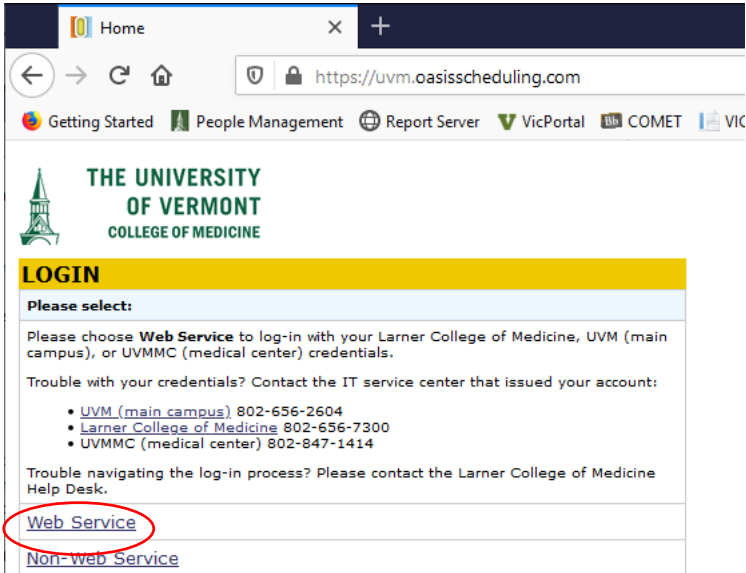 Home
https://uvm.oasisscheduling.com
Getting Started People Management Report Server VicPortal Bb COMET VIC
THE UNIVERSITY
OF VERMONT
COLLEGE OF MEDICINE
LOGIN
Please select:
Please choose Web Service to log-in with your Larner College of Medicine, UVM (main
campus), or UVMMC (medical center) credentials.
Trouble with your credentials? Contact the IT service center that issued your account:
• UVM (main campus) 802-656-2604
• Larner College of Medicine 802-656-7300
• UVMMC (medical center) 802-847-1414
Trouble navigating the log-in process? Please contact the Larner College of Medicine
Help Desk.
Web Service
Non-Web Service